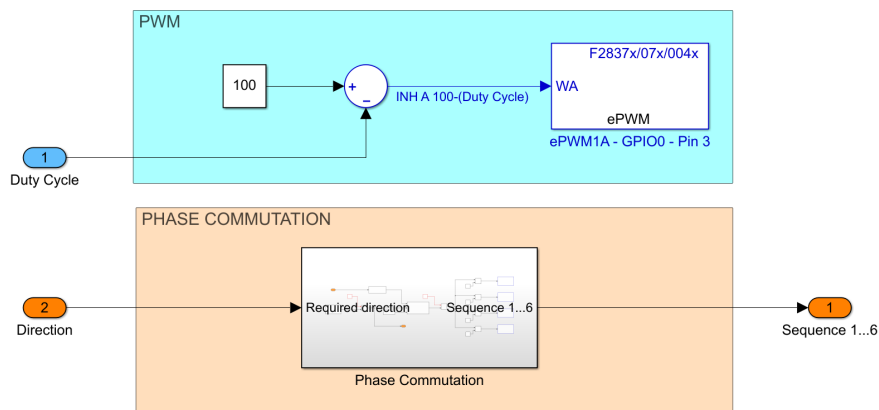 PWM
100
+
−
INH A 100-(Duty Cycle)
F2837x/07x/004x
WA
ePWM
ePWM1A - GPIO0 - Pin 3
1
Duty Cycle
PHASE COMMUTATION
2
Direction
Required direction
Sequence 1...6
Phase Commutation
1
Sequence 1...6